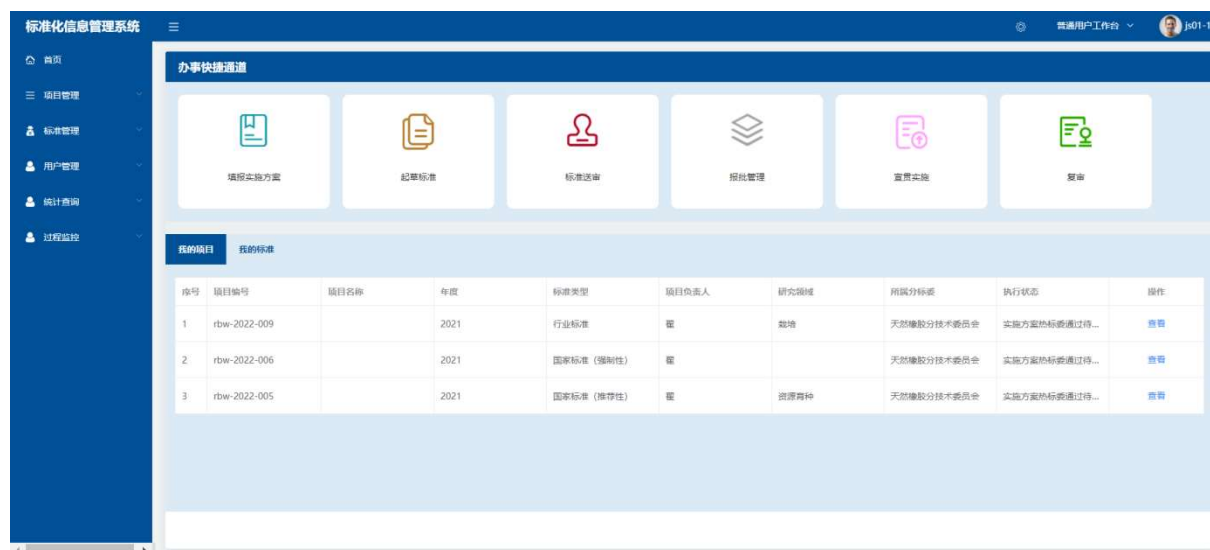 标准化信息管理系统
普通用户工作台
js01-1
首页
项目管理
标准管理
用户管理
统计查询
过程监控
办事快捷通道
填报实施方案
起草标准
标准送审
报批管理
宣贯实施
复审
我的项目 我的标准
序号 项目编号 项目名称 年度 标准类型 项目负责人 研究领域 所属分标委 执行状态 操作
1 rbw-2022-009 2021 行业标准 翟 栽培 天然橡胶分技术委员会 实施方案热标委通过待... 查看
2 rbw-2022-006 2021 国家标准（强制性） 翟 天然橡胶分技术委员会 实施方案热标委通过待... 查看
3 rbw-2022-005 2021 国家标准（推荐性） 翟 资源育种 天然橡胶分技术委员会 实施方案热标委通过待... 查看